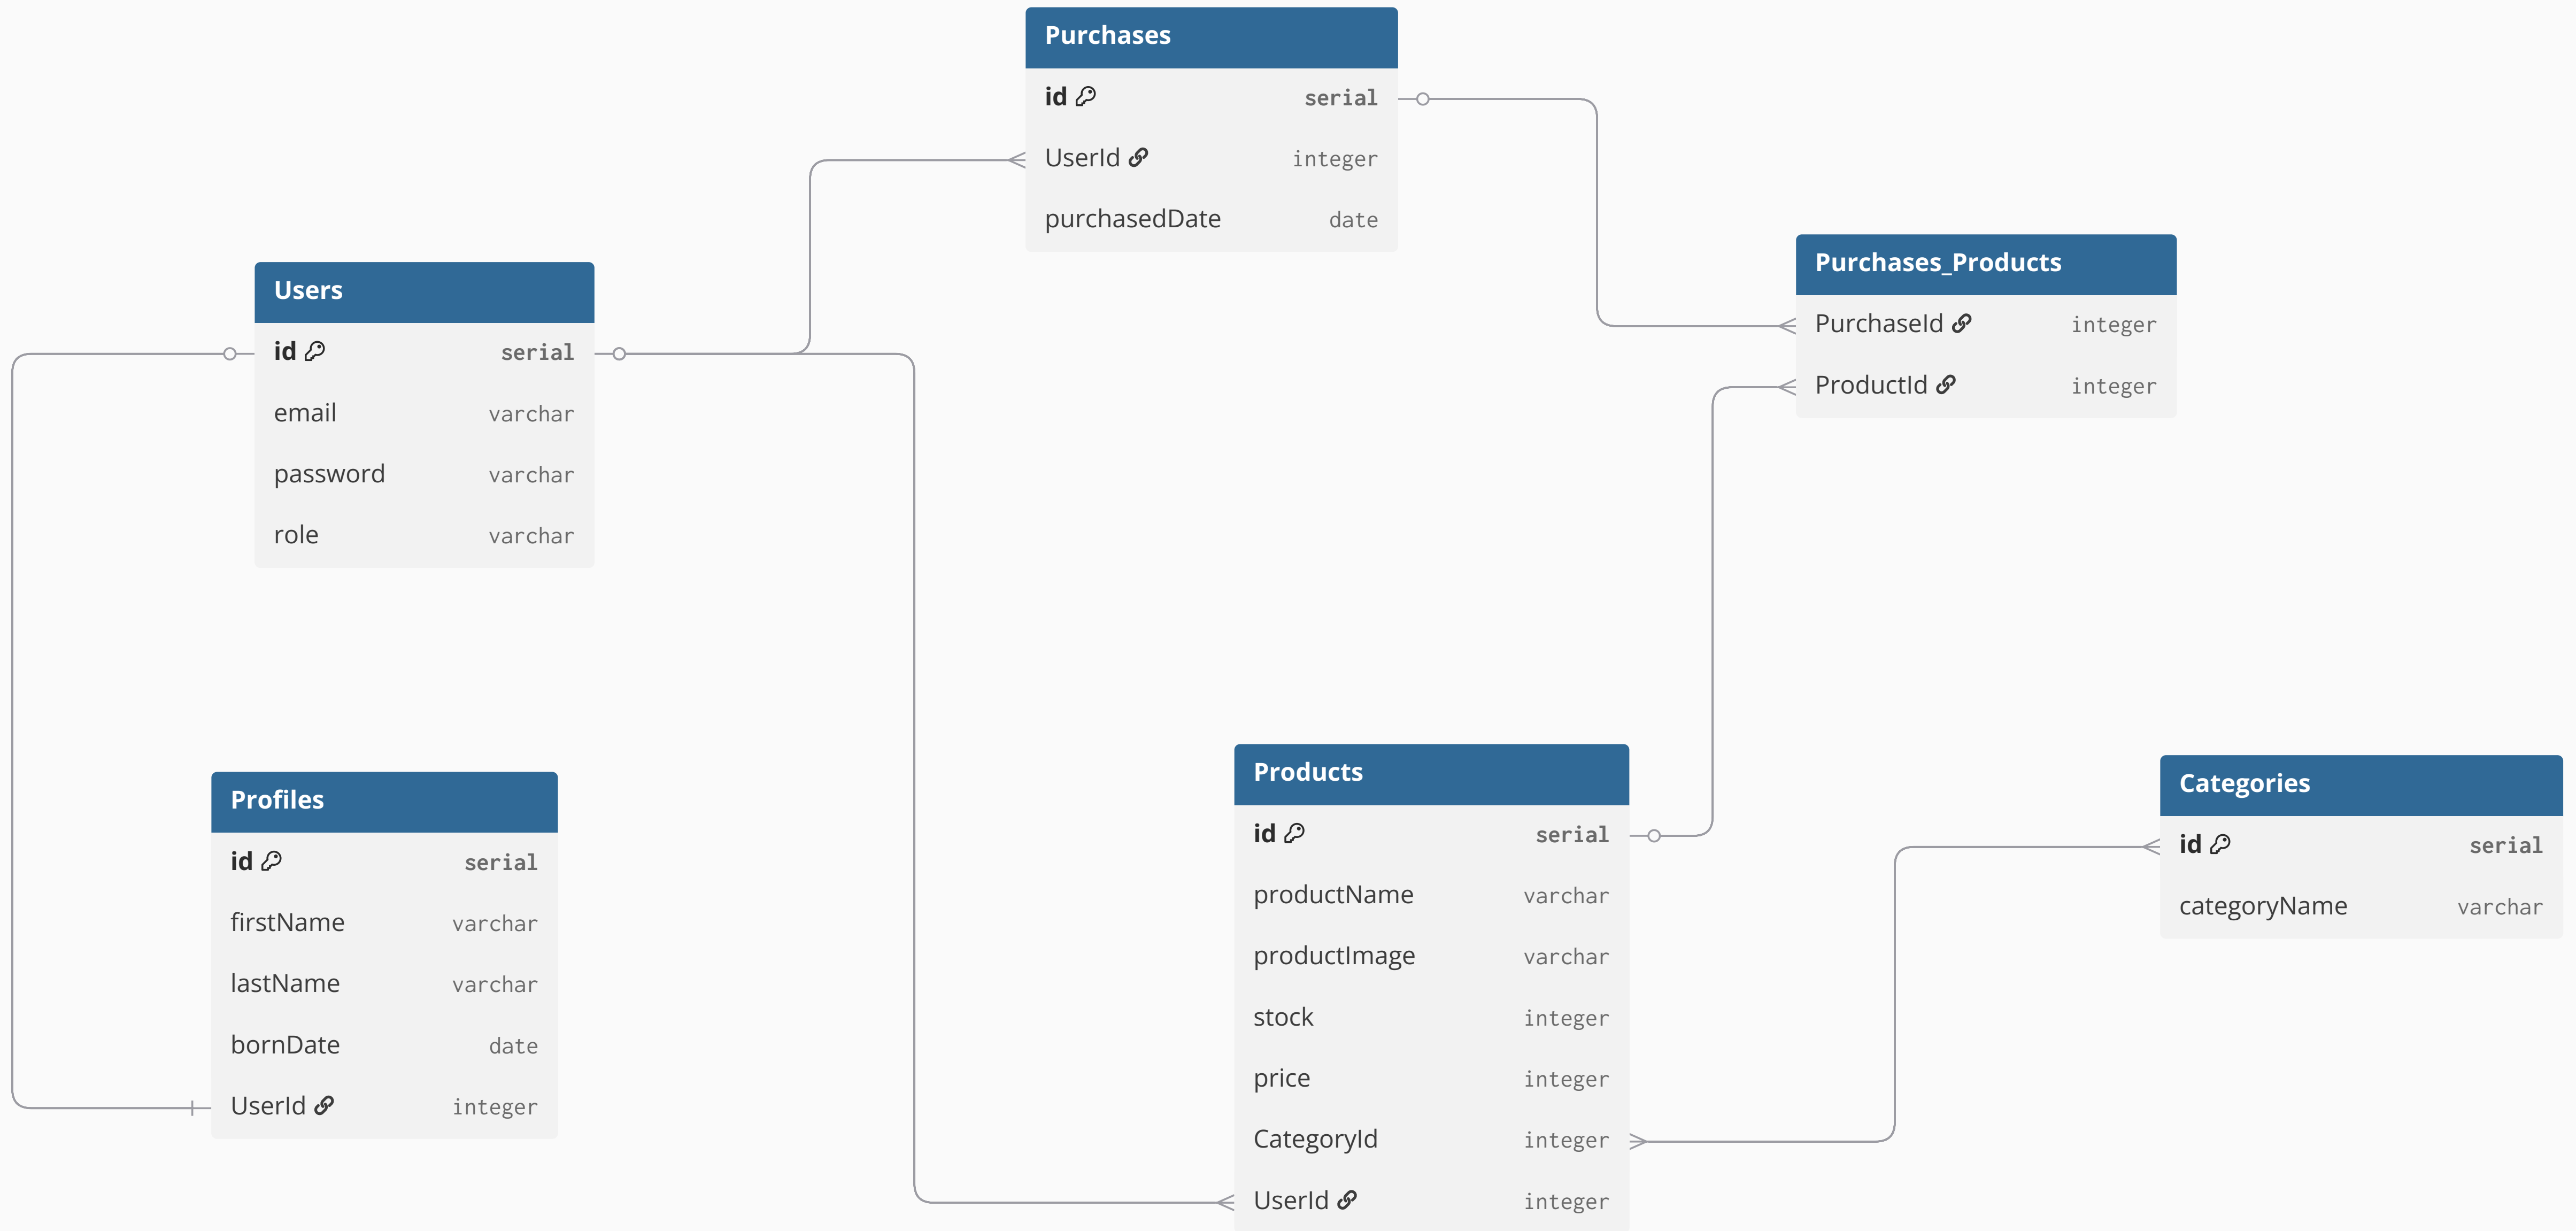 Purchases
id serial
UserId integer
purchasedDate date
Purchases_Products
PurchaseId integer
ProductId integer
Users
id serial
email varchar
password varchar
role varchar
Profiles
id serial
firstName varchar
lastName varchar
bornDate date
UserId integer
Products
id serial
productName varchar
productImage varchar
stock integer
price integer
CategoryId integer
UserId integer
Categories
id serial
categoryName varchar